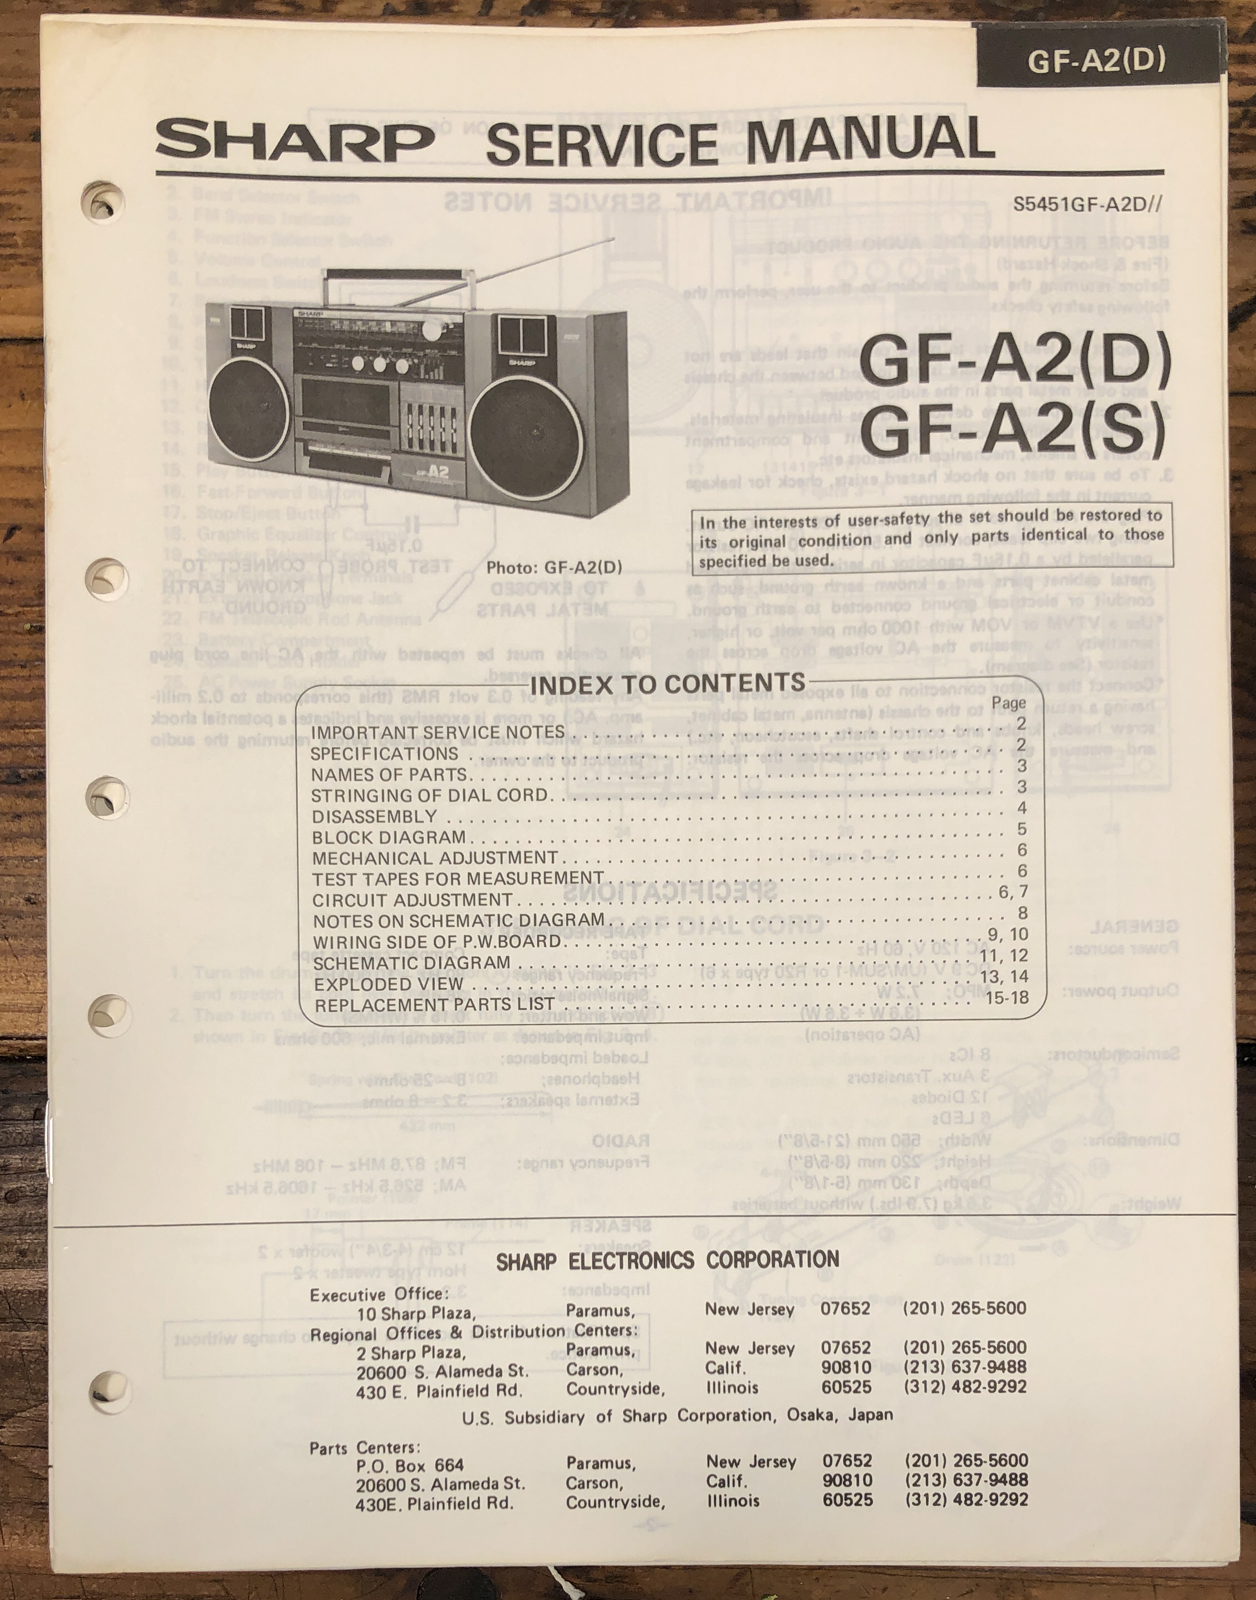 GF-A2(D)
SHARP SERVICE MANUAL
S5451GF-A2D//
SHARP
SHARP
SHARP
GF-A2
GF-A2(D)
GF-A2(S)
In the interests of user-safety the set should be restored to
its original condition and only parts identical to those
specified be used.
Photo: GF-A2(D)
INDEX TO CONTENTS
Page
IMPORTANT SERVICE NOTES 2
SPECIFICATIONS 2
NAMES OF PARTS 3
STRINGING OF DIAL CORD 3
DISASSEMBLY 4
BLOCK DIAGRAM 5
MECHANICAL ADJUSTMENT 6
TEST TAPES FOR MEASUREMENT 6
CIRCUIT ADJUSTMENT 6, 7
NOTES ON SCHEMATIC DIAGRAM 8
WIRING SIDE OF P.W.BOARD 9, 10
SCHEMATIC DIAGRAM 11, 12
EXPLODED VIEW 13, 14
REPLACEMENT PARTS LIST 15-18
SHARP ELECTRONICS CORPORATION
Executive Office:
10 Sharp Plaza, Paramus, New Jersey 07652 (201) 265-5600
Regional Offices & Distribution Centers:
2 Sharp Plaza, Paramus, New Jersey 07652 (201) 265-5600
20600 S. Alameda St. Carson, Calif. 90810 (213) 637-9488
430 E. Plainfield Rd. Countryside, Illinois 60525 (312) 482-9292
U.S. Subsidiary of Sharp Corporation, Osaka, Japan
Parts Centers:
P.O. Box 664 Paramus, New Jersey 07652 (201) 265-5600
20600 S. Alameda St. Carson, Calif. 90810 (213) 637-9488
430E. Plainfield Rd. Countryside, Illinois 60525 (312) 482-9292